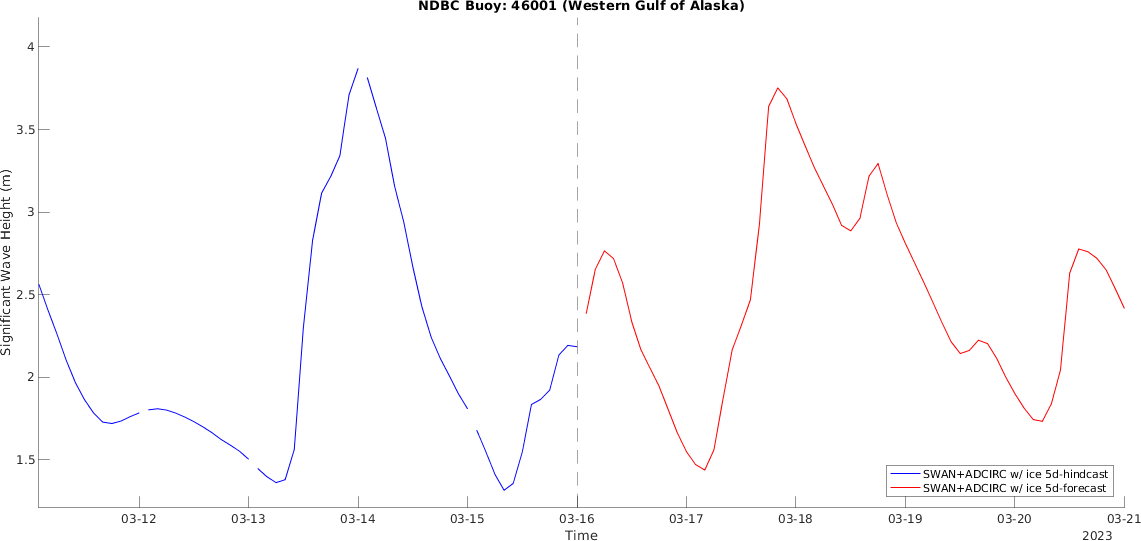 NDBC Buoy: 46001 (Western Gulf of Alaska)
Significant Wave Height (m)
4
3.5
3
2.5
2
1.5
SWAN+ADCIRC w/ ice 5d-hindcast
SWAN+ADCIRC w/ ice 5d-forecast
03-12 03-13 03-14 03-15 03-16 03-17 03-18 03-19 03-20 03-21
Time
2023